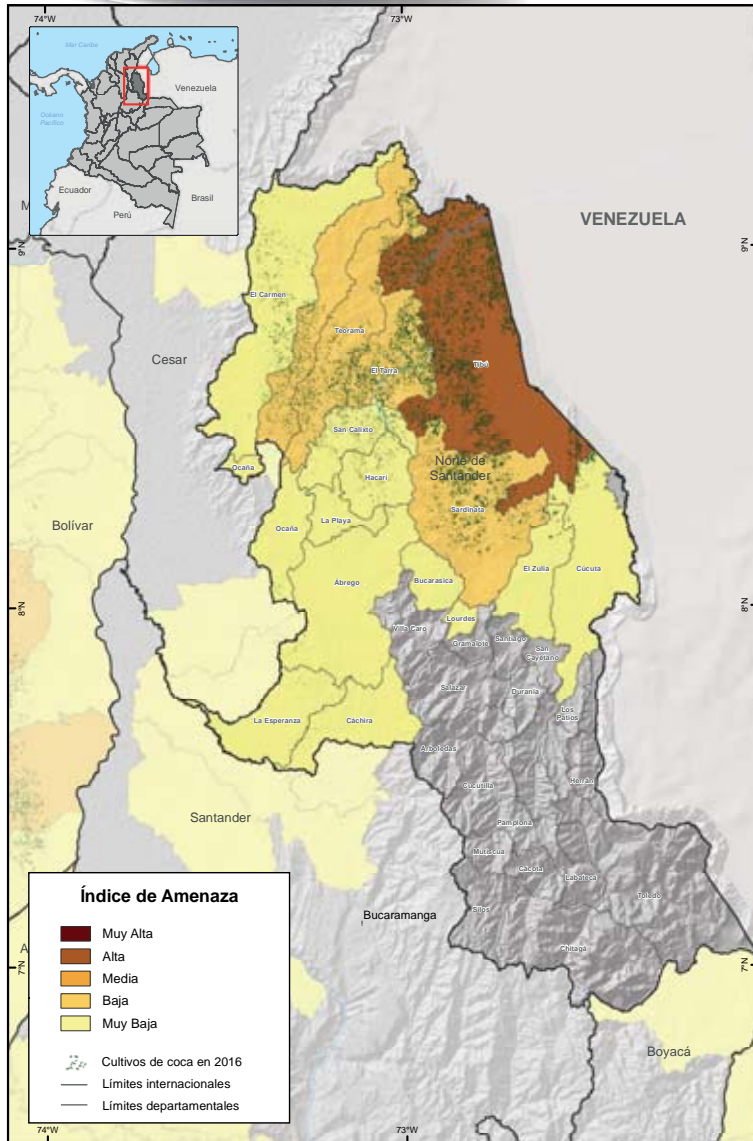 74°W
73°W
Mar Caribe
Venezuela
Océano
Pacífico
Ecuador
Perú
Brasil
M
9°N
9°N
VENEZUELA
El Carmen
Teorama
Cesar
El Tarra
Tibú
San Calixto
Norte de
Santander
Ocaña
Hacarí
Sardinata
Bolívar
Ocaña
La Playa
Ábrego
Bucarasica
El Zulia
Cúcuta
8°N
8°N
Lourdes
Villa Caro
Gramalote
Santiago
San
Cayetano
Salazar
Durania
Los
Patios
La Esperanza
Cáchira
Arboledas
Herrán
Cucutilla
Santander
Pamplona
Mutiscua
Cácota
Labateca
Toledo
Silos
Bucaramanga
Chitagá
A
7°N
7°N
Boyacá
Índice de Amenaza
Muy Alta
Alta
Media
Baja
Muy Baja
Cultivos de coca en 2016
Límites internacionales
Límites departamentales
74°W
73°W